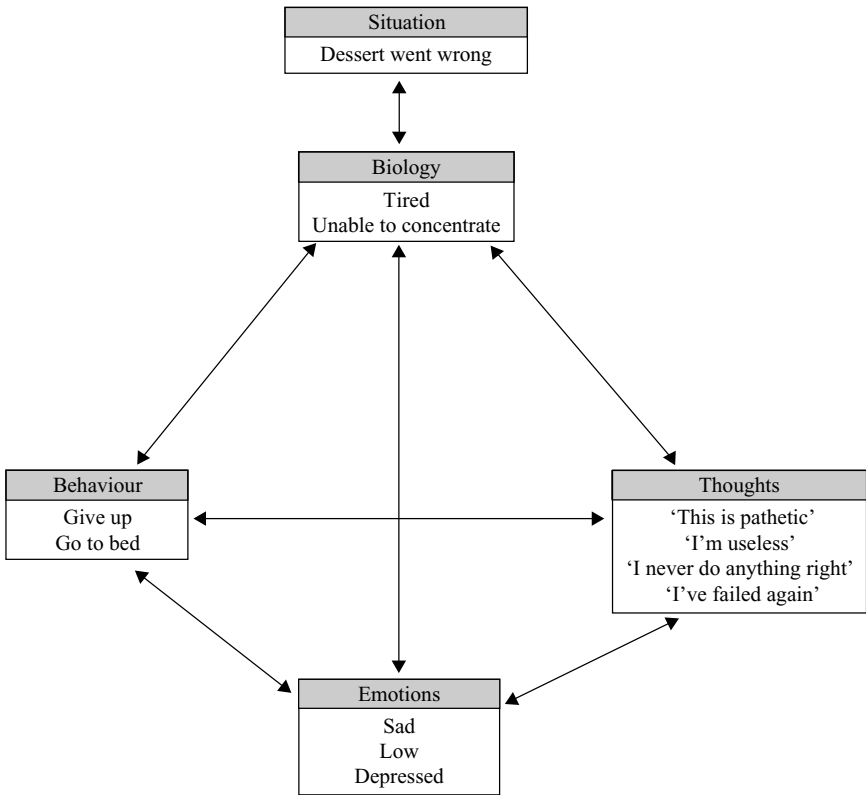 Situation
Dessert went wrong
Biology
Tired
Unable to concentrate
Behaviour
Give up
Go to bed
Thoughts
‘This is pathetic’
‘I'm useless’
‘I never do anything right’
‘I've failed again’
Emotions
Sad
Low
Depressed